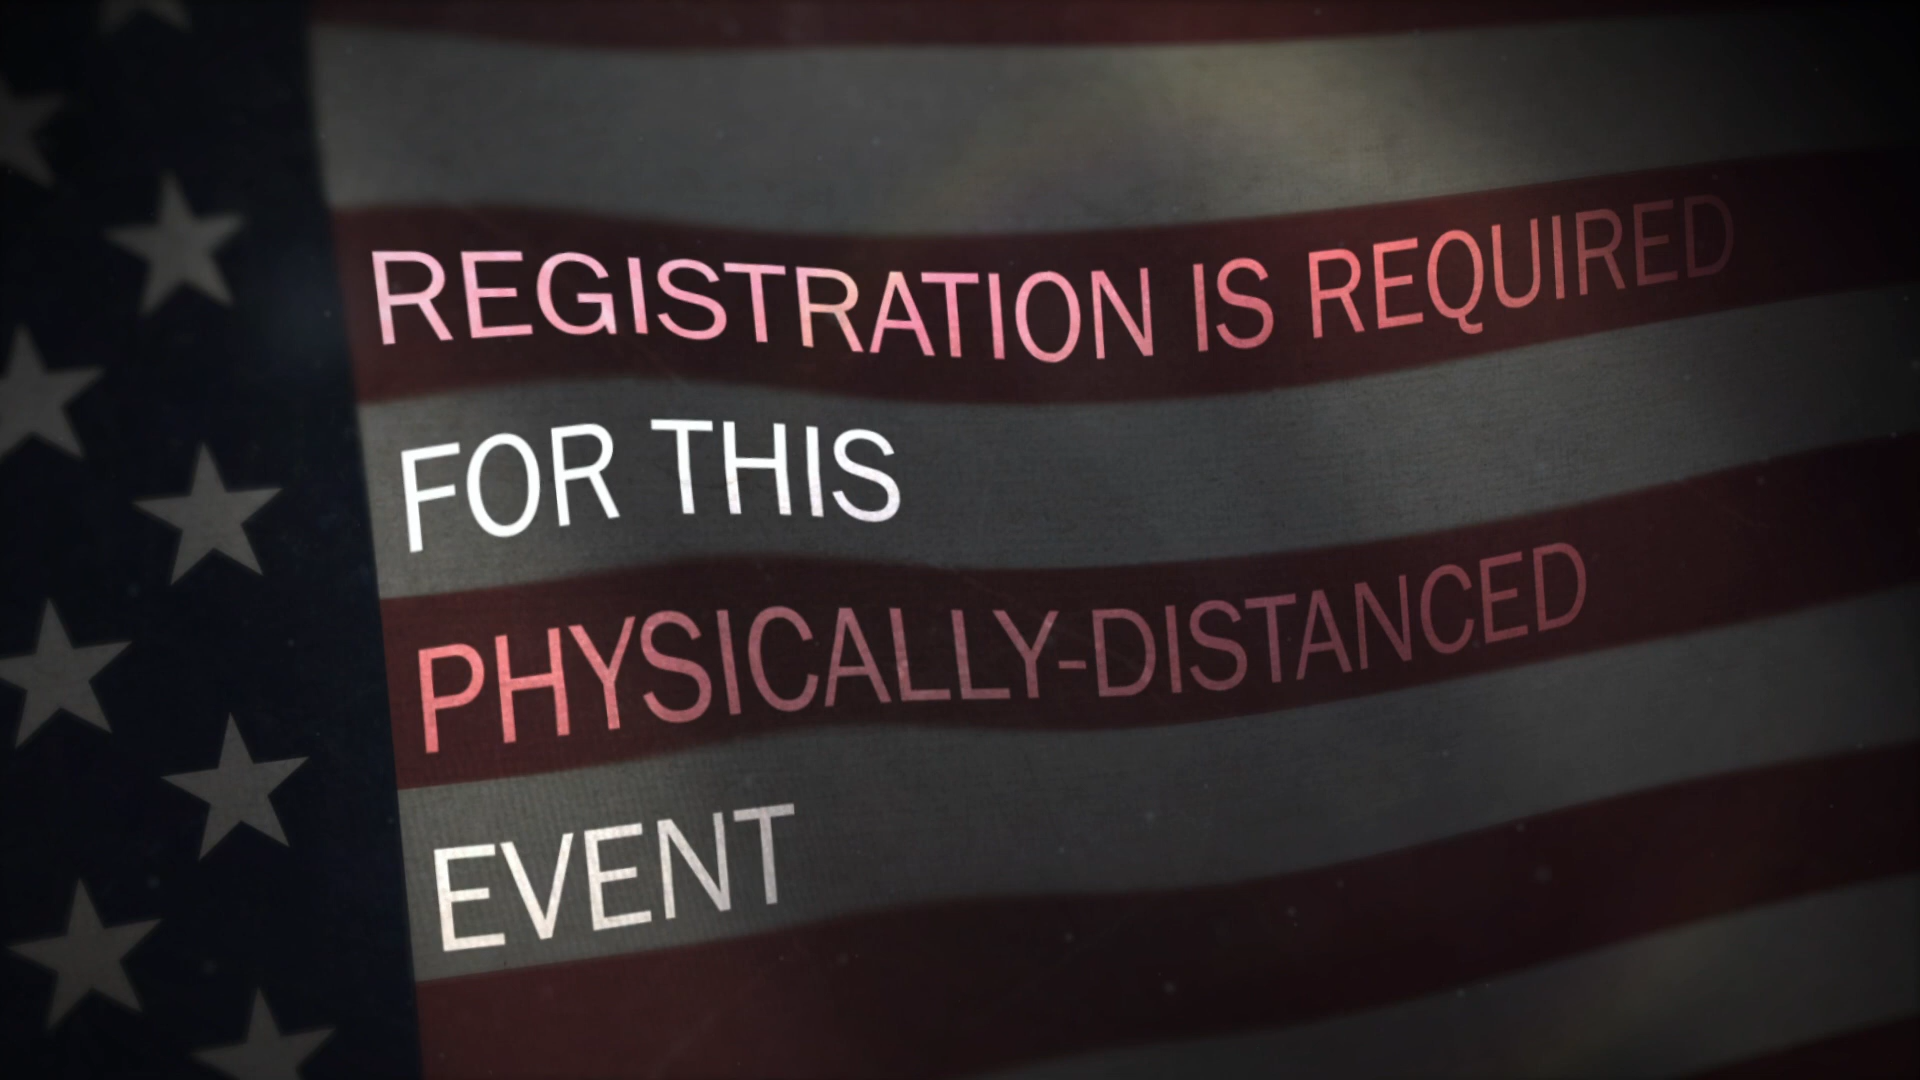 REGISTRATION IS REQUIRED
FOR THIS
PHYSICALLY-DISTANCED
EVENT